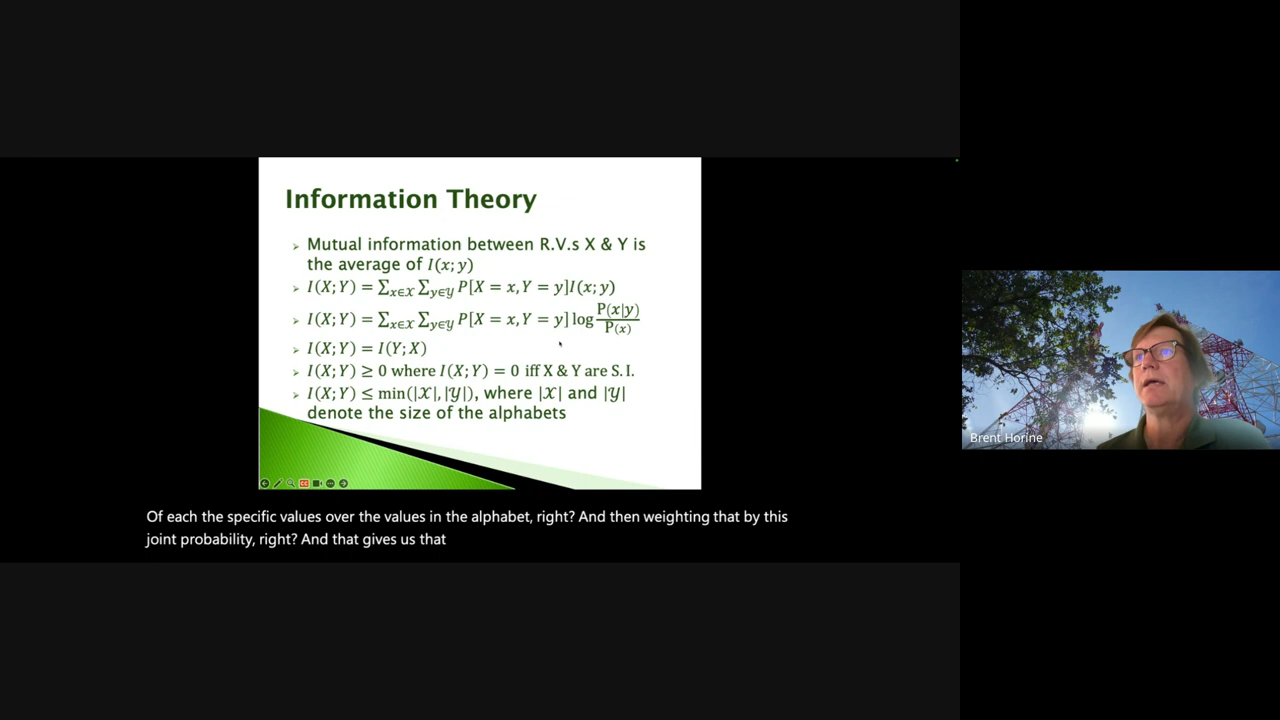 Information Theory
Mutual information between R.V.s X & Y is
the average of I(x; y)
I(X; Y) = ∑x∈𝒳 ∑y∈𝒴 P[X = x, Y = y]I(x; y)
I(X; Y) = ∑x∈𝒳 ∑y∈𝒴 P[X = x, Y = y] log P(x|y)/P(x)
I(X; Y) = I(Y; X)
I(X; Y) ≥ 0 where I(X; Y) = 0 iff X & Y are S. I.
I(X; Y) ≤ min(|𝒳|, |𝒴|), where |𝒳| and |𝒴|
denote the size of the alphabets
CC
Brent Horine
Of each the specific values over the values in the alphabet, right? And then weighting that by this
joint probability, right? And that gives us that